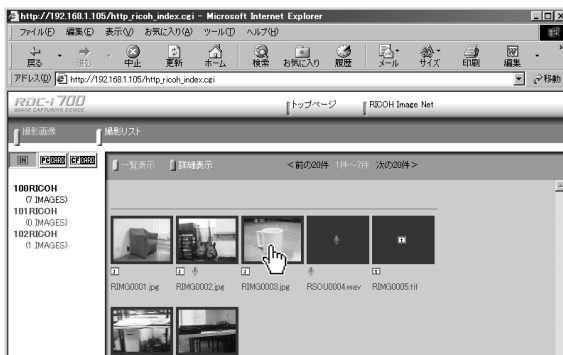 http://192.168.1.105/http_ricoh_index.cgi - Microsoft Internet Explorer
ファイル(F) 編集(E) 表示(V) お気に入り(A) ツール(T) ヘルプ(H)
戻る 中止 更新 ホーム 検索 お気に入り 履歴 メール サイズ 印刷 編集
アドレス(D) http://192.168.1.105/http_ricoh_index.cgi 移動
RDC-i 700 トップページ RICOH Image Net
IMAGE CAPTURING DEVICE
撮影画像 撮影リスト
IN PC CARD CF CARD 一覧表示 詳細表示 <前の20件 1件〜7件 次の20件>
100RICOH
(7 IMAGES)
101RICOH
(0 IMAGES)
102RICOH
(1 IMAGES)
RIMG0001.jpg RIMG0002.jpg RIMG0003.jpg RSOU0004.wav RIMG0005.tif